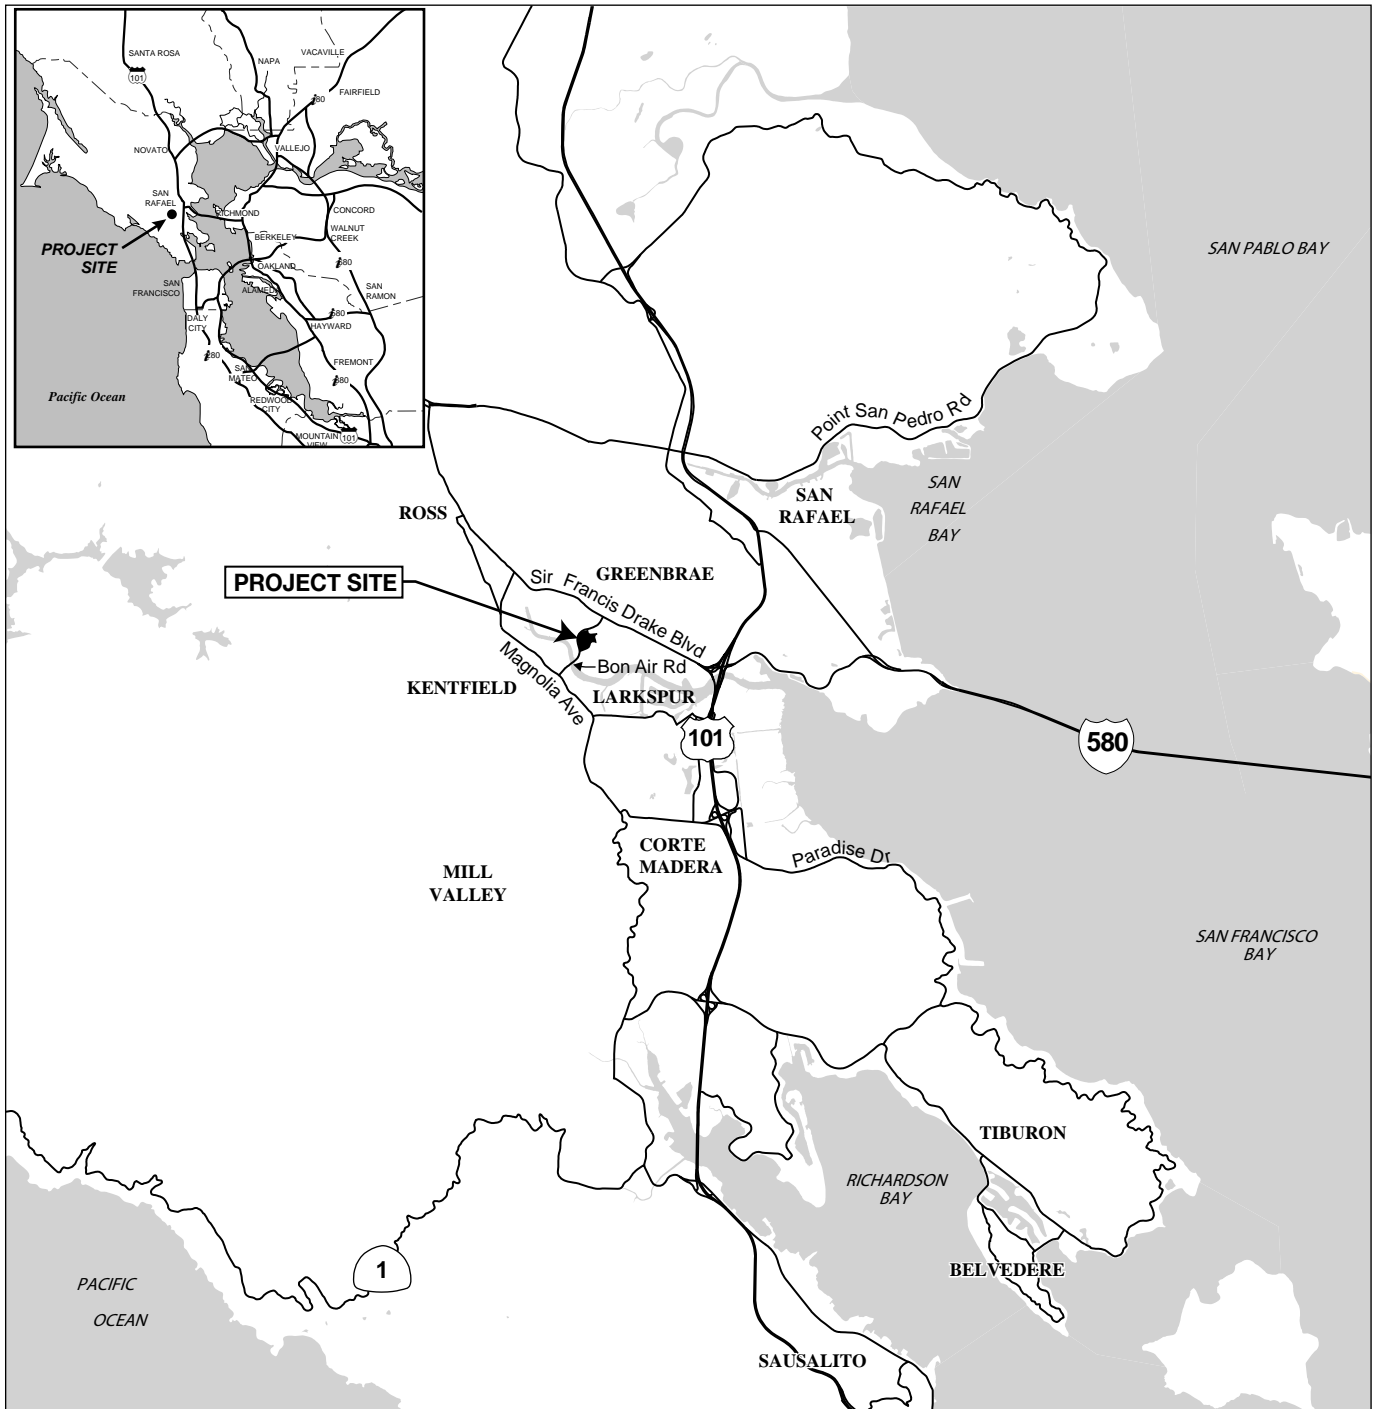 SANTA ROSA
VACAVILLE
NAPA
101
80
FAIRFIELD
NOVATO
VALLEJO
SAN
RAFAEL
RICHMOND
CONCORD
WALNUT
CREEK
BERKELEY
PROJECT
SITE
OAKLAND
680
SAN
FRANCISCO
ALAMEDA
SAN
RAMON
DALY
CITY
580
HAYWARD
280
FREMONT
SAN
MATEO
880
REDWOOD
CITY
Pacific Ocean
MOUNTAIN
VIEW
101
SAN PABLO BAY
Point San Pedro Rd
SAN
RAFAEL
BAY
SAN
RAFAEL
ROSS
GREENBRAE
PROJECT SITE
Sir Francis Drake Blvd
Bon Air Rd
Magnolia Ave
KENTFIELD
LARKSPUR
101
580
CORTE
MADERA
Paradise Dr
MILL
VALLEY
SAN FRANCISCO
BAY
TIBURON
RICHARDSON
BAY
BELVEDERE
1
PACIFIC
OCEAN
SAUSALITO